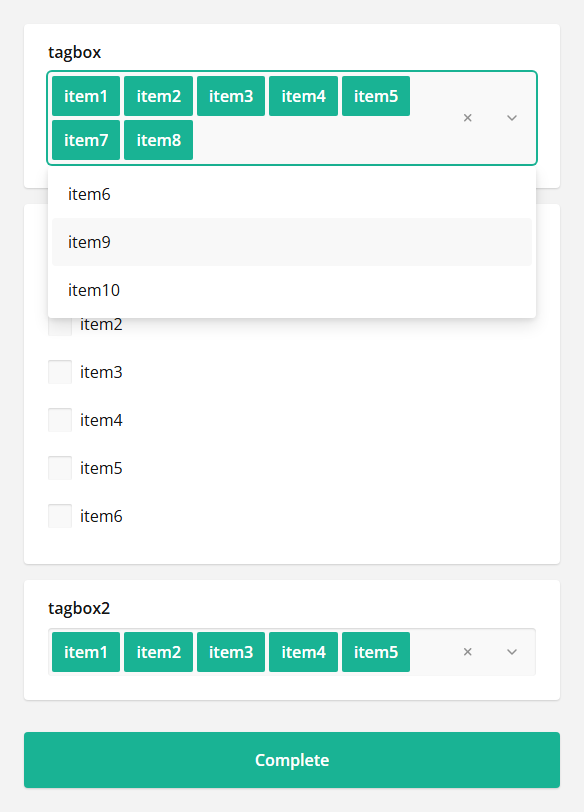 tagbox
item1 item2 item3 item4 item5
item7 item8
item6
item9
item10
item2
item3
item4
item5
item6
tagbox2
item1 item2 item3 item4 item5
Complete